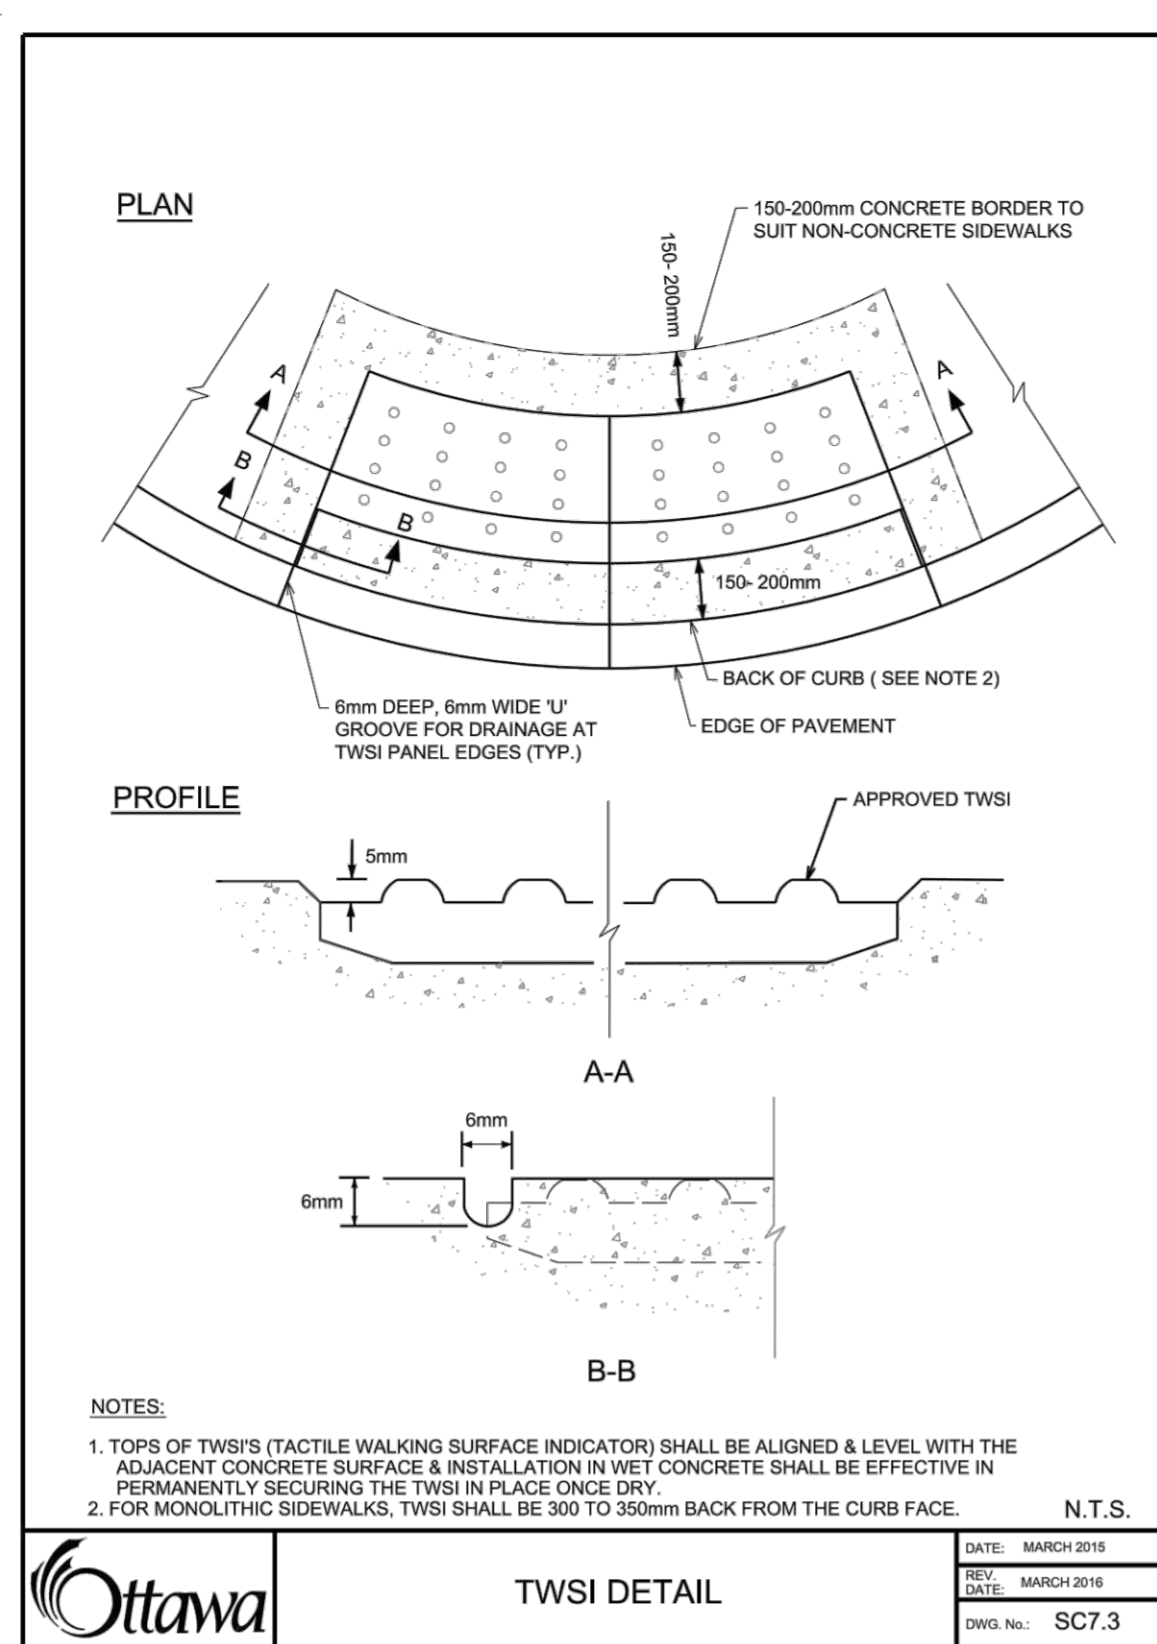 PLAN
150-200mm CONCRETE BORDER TO
SUIT NON-CONCRETE SIDEWALKS
150- 200mm
A
A
B
B
150- 200mm
BACK OF CURB ( SEE NOTE 2)
6mm DEEP, 6mm WIDE 'U'
GROOVE FOR DRAINAGE AT
TWSI PANEL EDGES (TYP.)
EDGE OF PAVEMENT
PROFILE
APPROVED TWSI
5mm
A-A
6mm
6mm
B-B
NOTES:
1. TOPS OF TWSI'S (TACTILE WALKING SURFACE INDICATOR) SHALL BE ALIGNED & LEVEL WITH THE
ADJACENT CONCRETE SURFACE & INSTALLATION IN WET CONCRETE SHALL BE EFFECTIVE IN
PERMANENTLY SECURING THE TWSI IN PLACE ONCE DRY.
2. FOR MONOLITHIC SIDEWALKS, TWSI SHALL BE 300 TO 350mm BACK FROM THE CURB FACE.
N.T.S.
Ottawa
TWSI DETAIL
DATE: MARCH 2015
REV.
DATE: MARCH 2016
DWG. No.: SC7.3